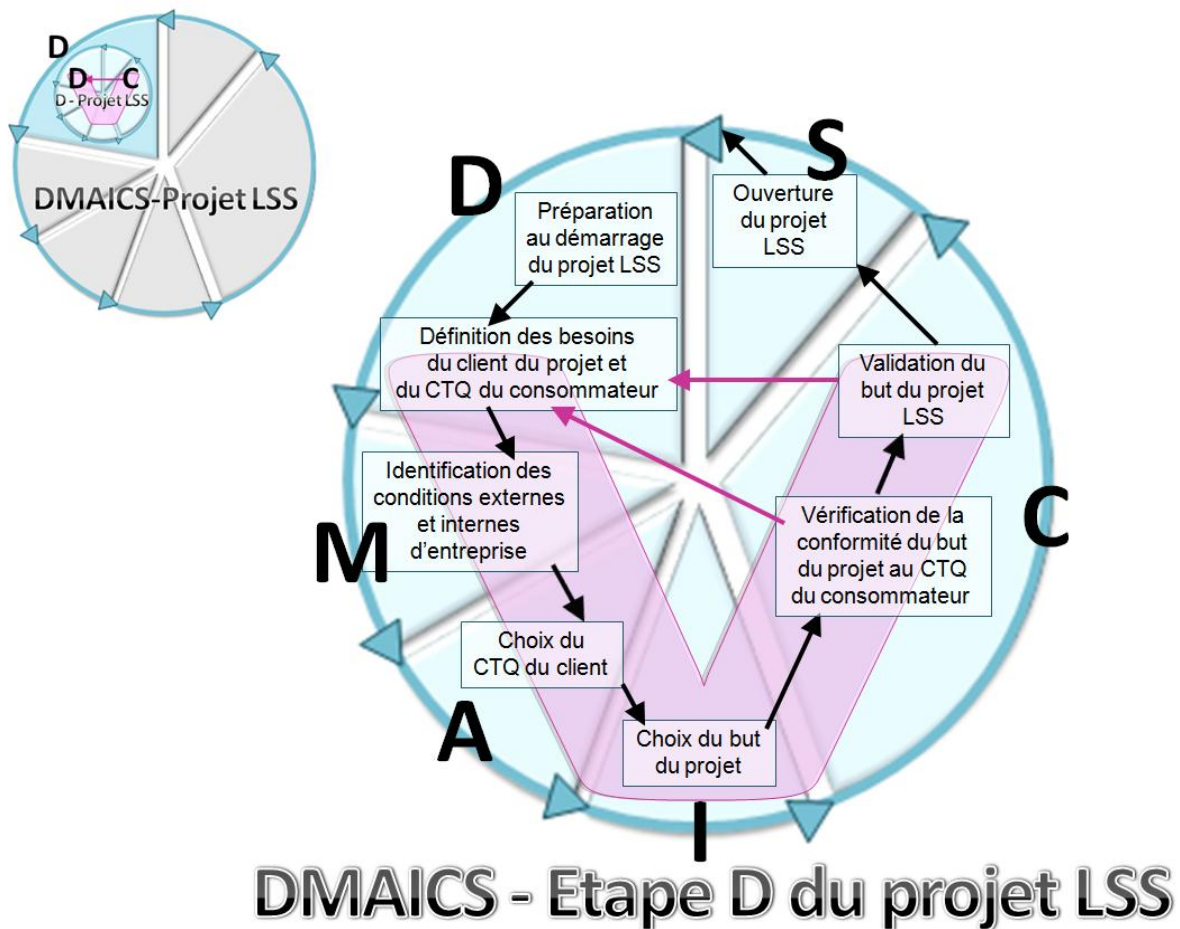 D
D C
D - Projet LSS
DMAICS-Projet LSS
D
Préparation
au démarrage
du projet LSS
S
Ouverture
du projet
LSS
Définition des besoins
du client du projet et
du CTQ du consommateur
Validation du
but du projet
LSS
M
Identification des
conditions externes
et internes
d’entreprise
C
Vérification de la
conformité du but
du projet au CTQ
du consommateur
A
Choix du
CTQ du client
Choix du but
du projet
I
DMAICS - Etape D du projet LSS